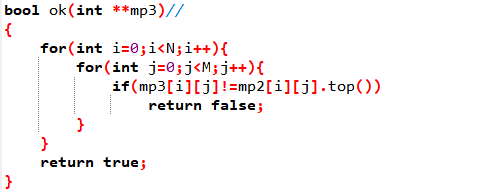 bool ok(int **mp3)//
{
    for(int i=0;i<N;i++){
        for(int j=0;j<M;j++){
            if(mp3[i][j]!=mp2[i][j].top())
                return false;
        }
    }
    return true;
}